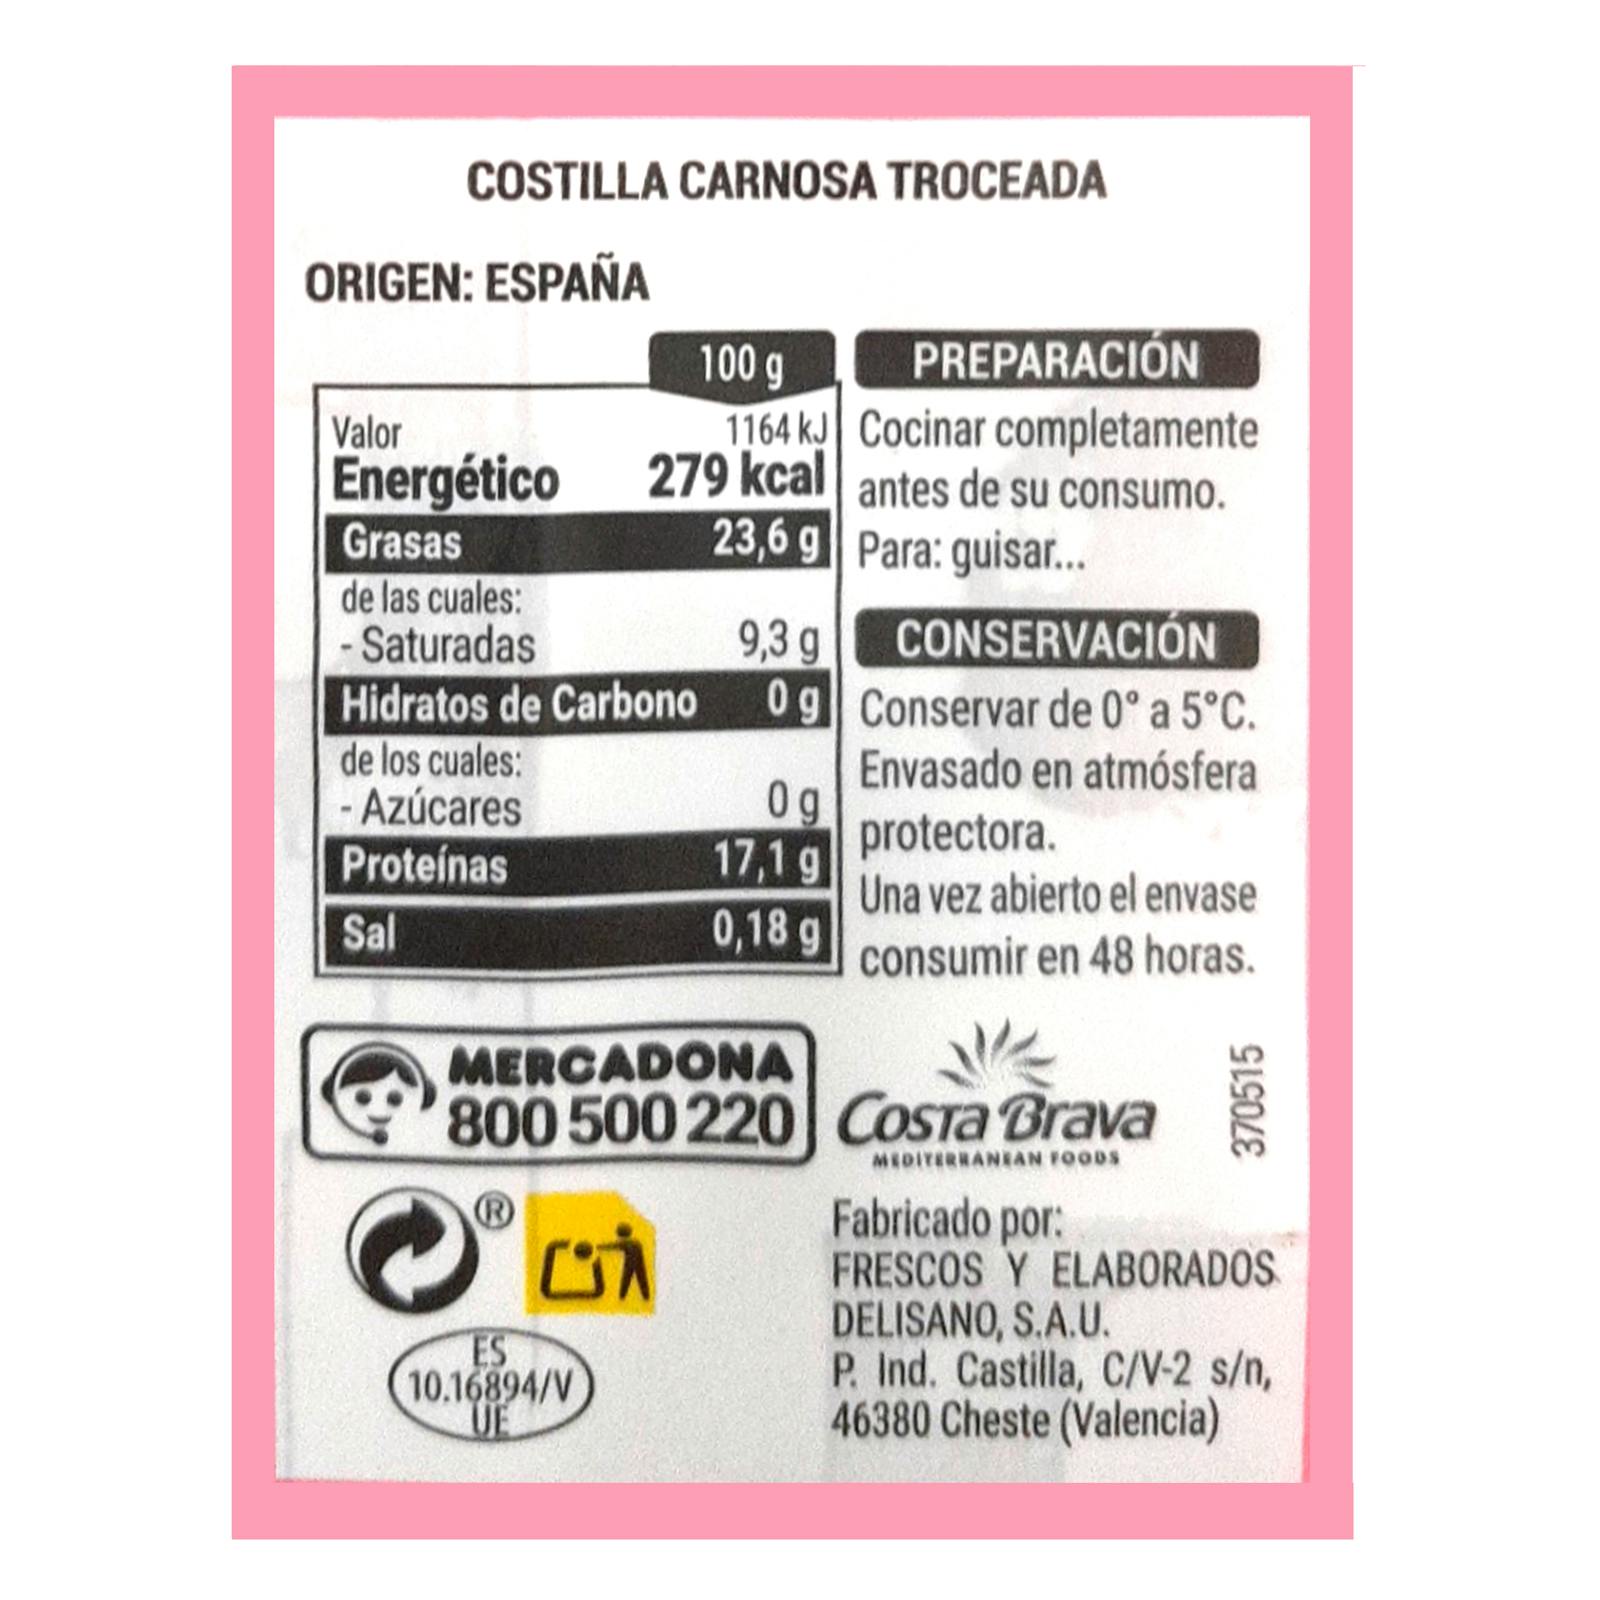 COSTILLA CARNOSA TROCEADA
ORIGEN: ESPAÑA
100 g
Valor 1164 kJ
Energético 279 kcal
Grasas 23,6 g
de las cuales:
- Saturadas 9,3 g
Hidratos de Carbono 0 g
de los cuales:
- Azúcares 0 g
Proteínas 17,1 g
Sal 0,18 g
PREPARACIÓN
Cocinar completamente
antes de su consumo.
Para: guisar...
CONSERVACIÓN
Conservar de 0° a 5°C.
Envasado en atmósfera
protectora.
Una vez abierto el envase
consumir en 48 horas.
MERCADONA
800 500 220
Costa Brava
MEDITERRANEAN FOODS
370515
®
ES
10.16894/V
UE
Fabricado por:
FRESCOS Y ELABORADOS
DELISANO, S.A.U.
P. Ind. Castilla, C/V-2 s/n,
46380 Cheste (Valencia)